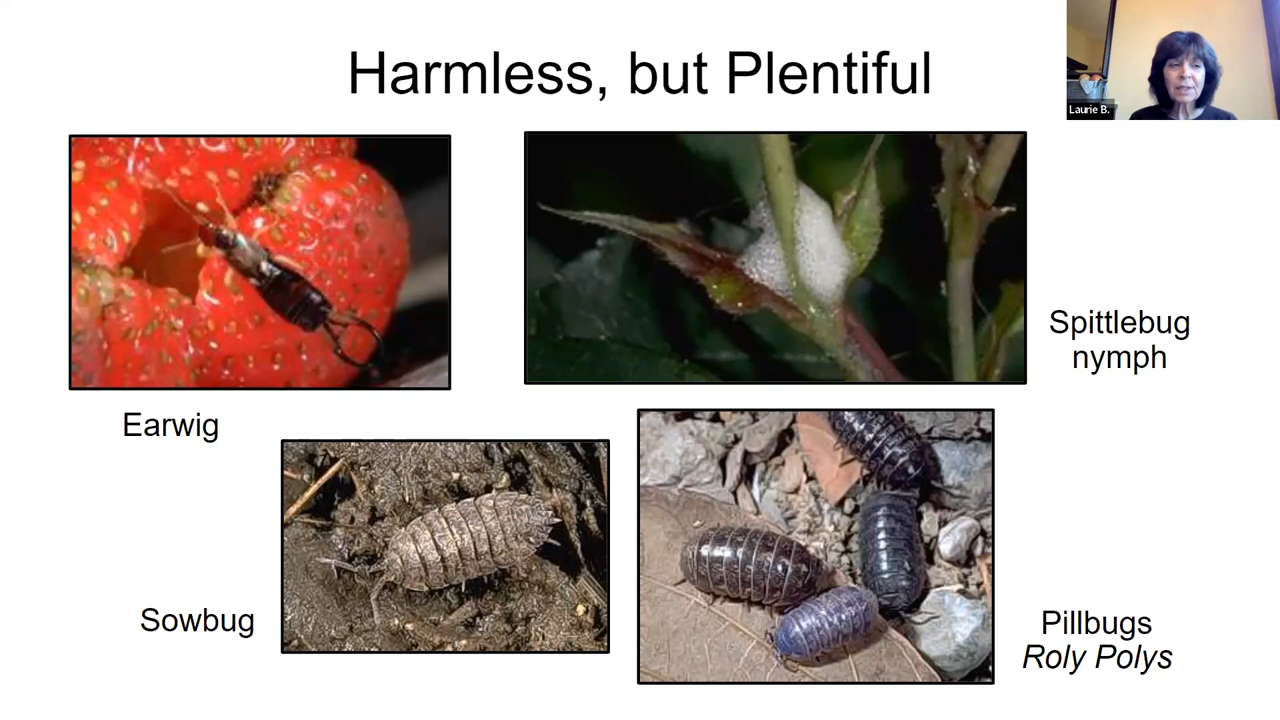 Harmless, but Plentiful
Laurie B.
Spittlebug
nymph
Earwig
Sowbug
Pillbugs
Roly Polys